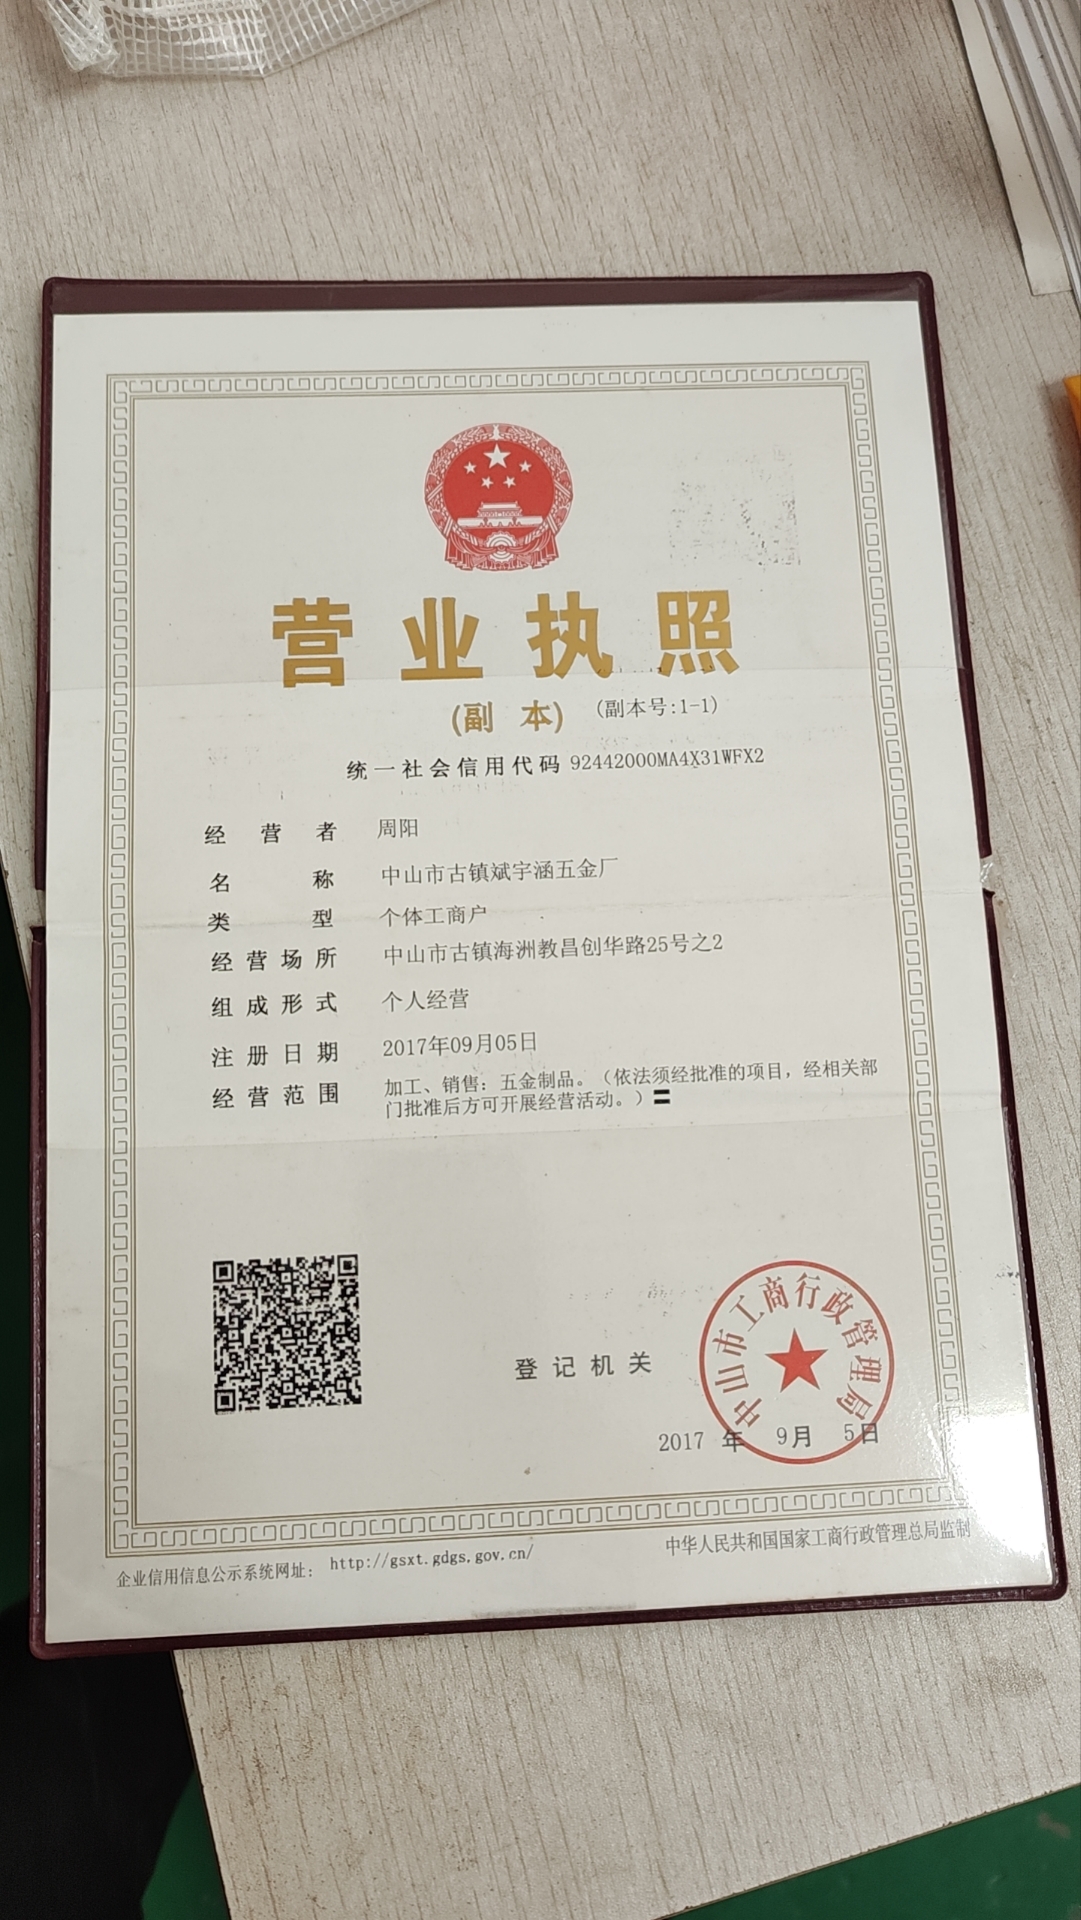 营业执照
(副本) (副本号:1-1)
统一社会信用代码 92442000MA4X31WFX2
经营者 周阳
名称 中山市古镇斌宇涵五金厂
类型 个体工商户
经营场所 中山市古镇海洲教昌创华路25号之2
组成形式 个人经营
注册日期 2017年09月05日
经营范围 加工、销售：五金制品。（依法须经批准的项目，经相关部
门批准后方可开展经营活动。）〓
中山市工商行政管理局
登记机关
2017 年 9月 5日
企业信用信息公示系统网址： http://gsxt.gdgs.gov.cn/
中华人民共和国国家工商行政管理总局监制